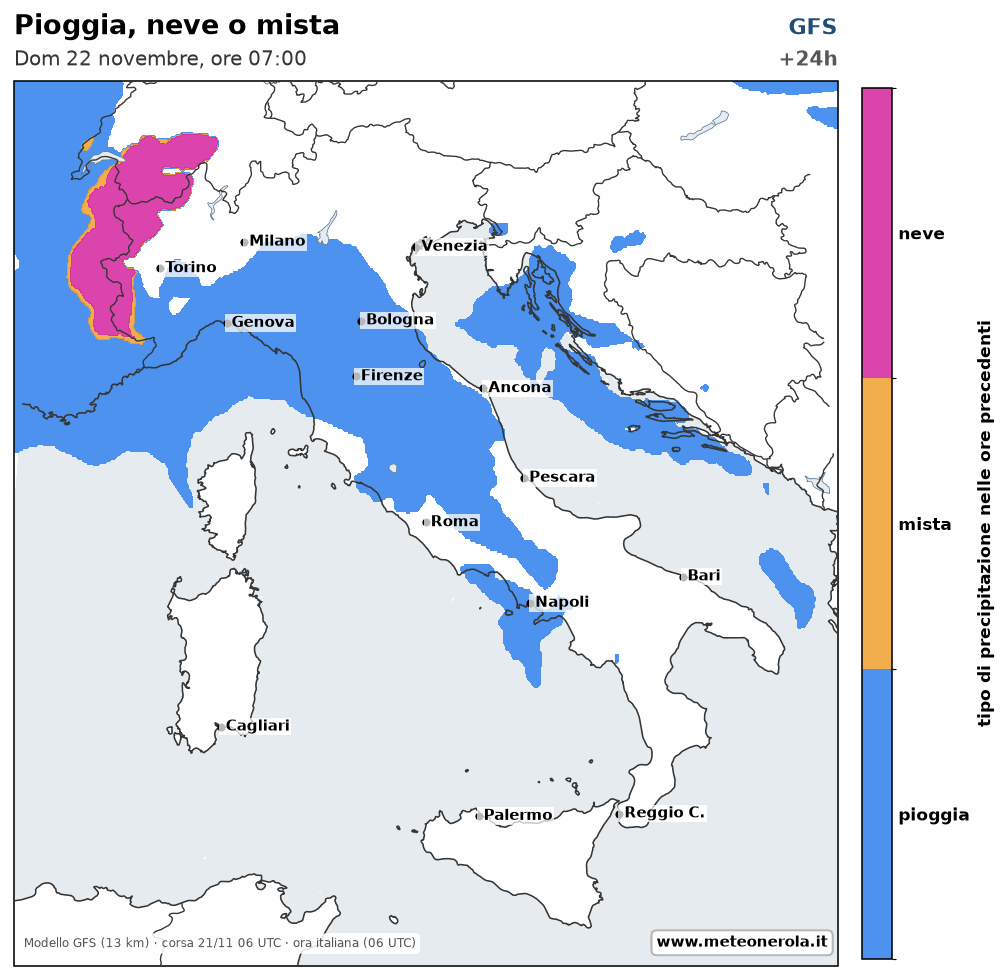 Pioggia, neve o mista
GFS
Dom 22 novembre, ore 07:00
+24h
Milano
Venezia
Torino
Genova
Bologna
Firenze
Ancona
Pescara
Roma
Bari
Napoli
Cagliari
Palermo
Reggio C.
Modello GFS (13 km) · corsa 21/11 06 UTC · ora italiana (06 UTC)
www.meteonerola.it
neve
mista
pioggia
tipo di precipitazione nelle ore precedenti